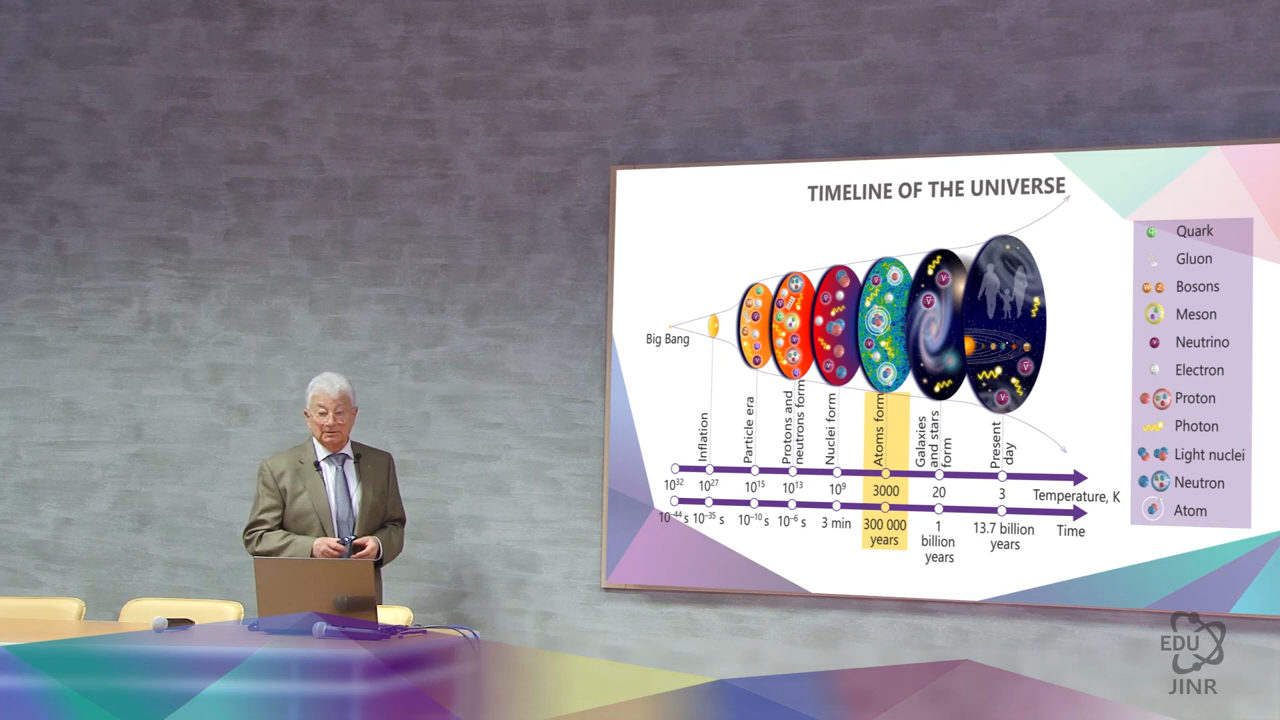 TIMELINE OF THE UNIVERSE
Big Bang
Inflation
Particle era
Protons and
neutrons form
Nuclei form
Atoms form
Galaxies
and stars
form
Present
day
10³² 10²⁷ 10¹⁵ 10¹³ 10⁹ 3000 20 3 Temperature, K
10⁻⁴⁴ s 10⁻³⁵ s 10⁻¹⁰ s 10⁻⁶ s 3 min 300 000 years 1 billion years 13.7 billion years Time
Quark
Gluon
Bosons
Meson
Neutrino
Electron
Proton
Photon
Light nuclei
Neutron
Atom
EDU
JINR